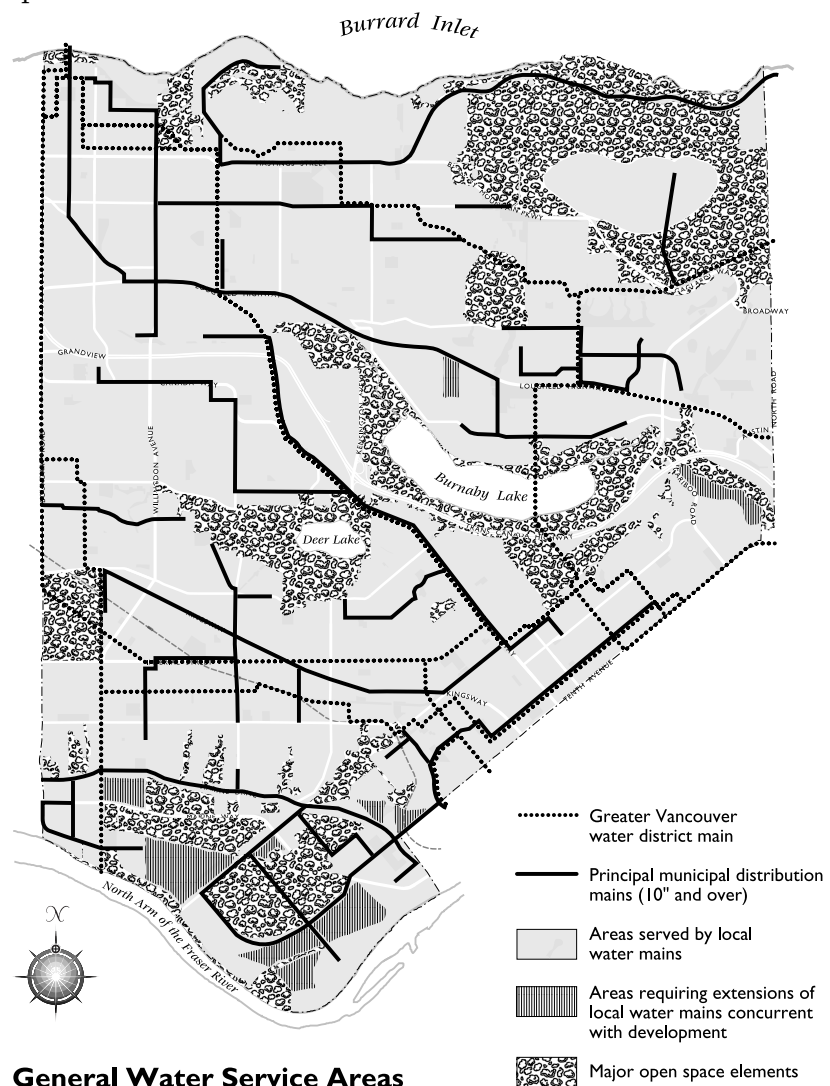 Burrard Inlet
HASTINGS STREET
BROADWAY
GRANDVIEW
LOUGHEED
NORTH ROAD
KENSINGTON
WILLINGDON AVENUE
Burnaby Lake
Deer Lake
KINGSWAY
TENTH AVENUE
North Arm of the Fraser River
N
Greater Vancouver
water district main
Principal municipal distribution
mains (10" and over)
Areas served by local
water mains
Areas requiring extensions of
local water mains concurrent
with development
Major open space elements
General Water Service Areas